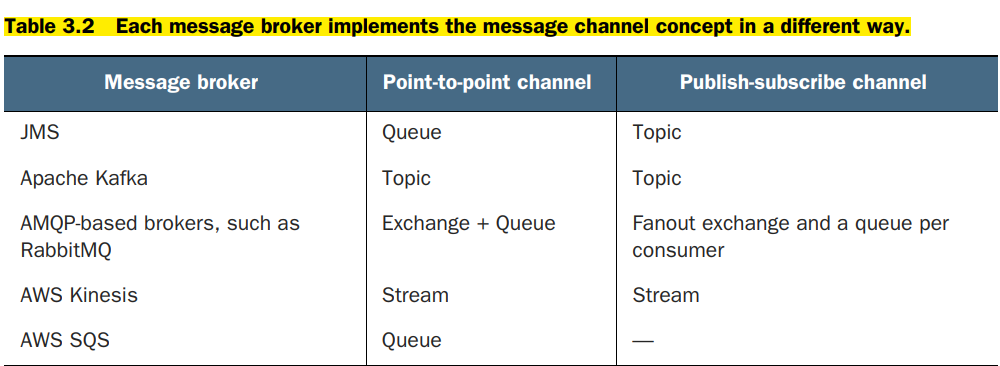 Table 3.2 Each message broker implements the message channel concept in a different way.
Message broker Point-to-point channel Publish-subscribe channel
JMS Queue Topic
Apache Kafka Topic Topic
AMQP-based brokers, such as Exchange + Queue Fanout exchange and a queue per
RabbitMQ consumer
AWS Kinesis Stream Stream
AWS SQS Queue —